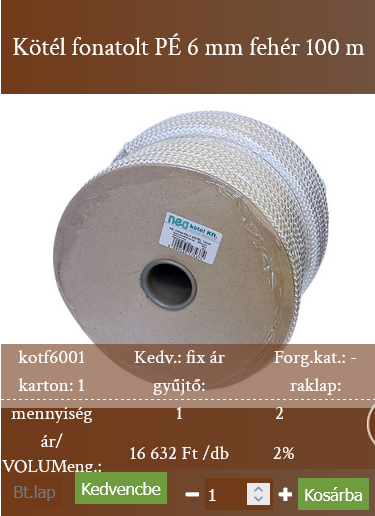 Kötél fonatolt PÉ 6 mm fehér 100 m
neo kötél Kft.
kotf6001 Kedv.: fix ár Forg.kat.: -
karton: 1 gyűjtő: raklap:
mennyiség 1 2
ár/
VOLUMeng.: 16 632 Ft /db 2%
Bt.lap Kedvencbe - 1 + Kosárba